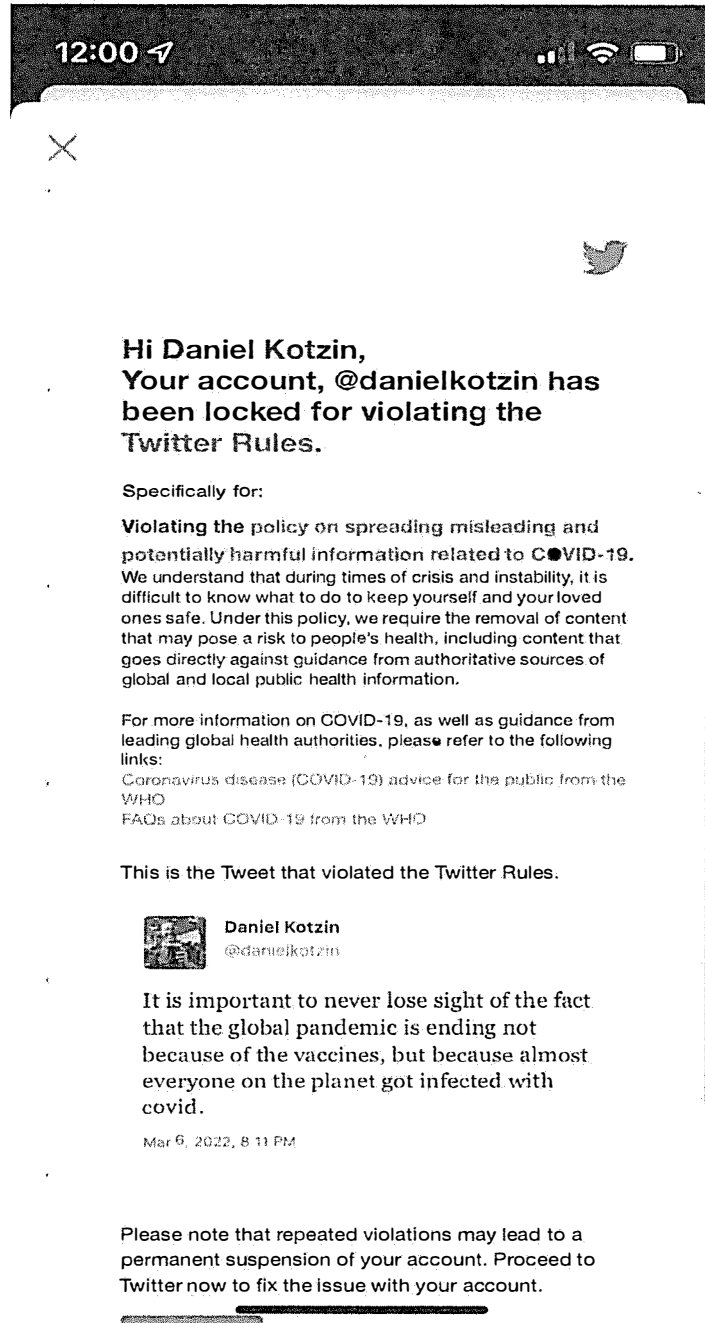 12:00
Hi Daniel Kotzin,
Your account, @danielkotzin has
been locked for violating the
Twitter Rules.
Specifically for:
Violating the policy on spreading misleading and
potentially harmful information related to COVID-19.
We understand that during times of crisis and instability, it is
difficult to know what to do to keep yourself and your loved
ones safe. Under this policy, we require the removal of content
that may pose a risk to people's health, including content that
goes directly against guidance from authoritative sources of
global and local public health information.
For more information on COVID-19, as well as guidance from
leading global health authorities, please refer to the following
links:
Coronavirus disease (COVID-19) advice for the public from the
WHO
FAQs about COVID-19 from the WHO
This is the Tweet that violated the Twitter Rules.
Daniel Kotzin
@danielkotzin
It is important to never lose sight of the fact
that the global pandemic is ending not
because of the vaccines, but because almost
everyone on the planet got infected with
covid.
Mar 6, 2022, 8:11 PM
Please note that repeated violations may lead to a
permanent suspension of your account. Proceed to
Twitter now to fix the issue with your account.